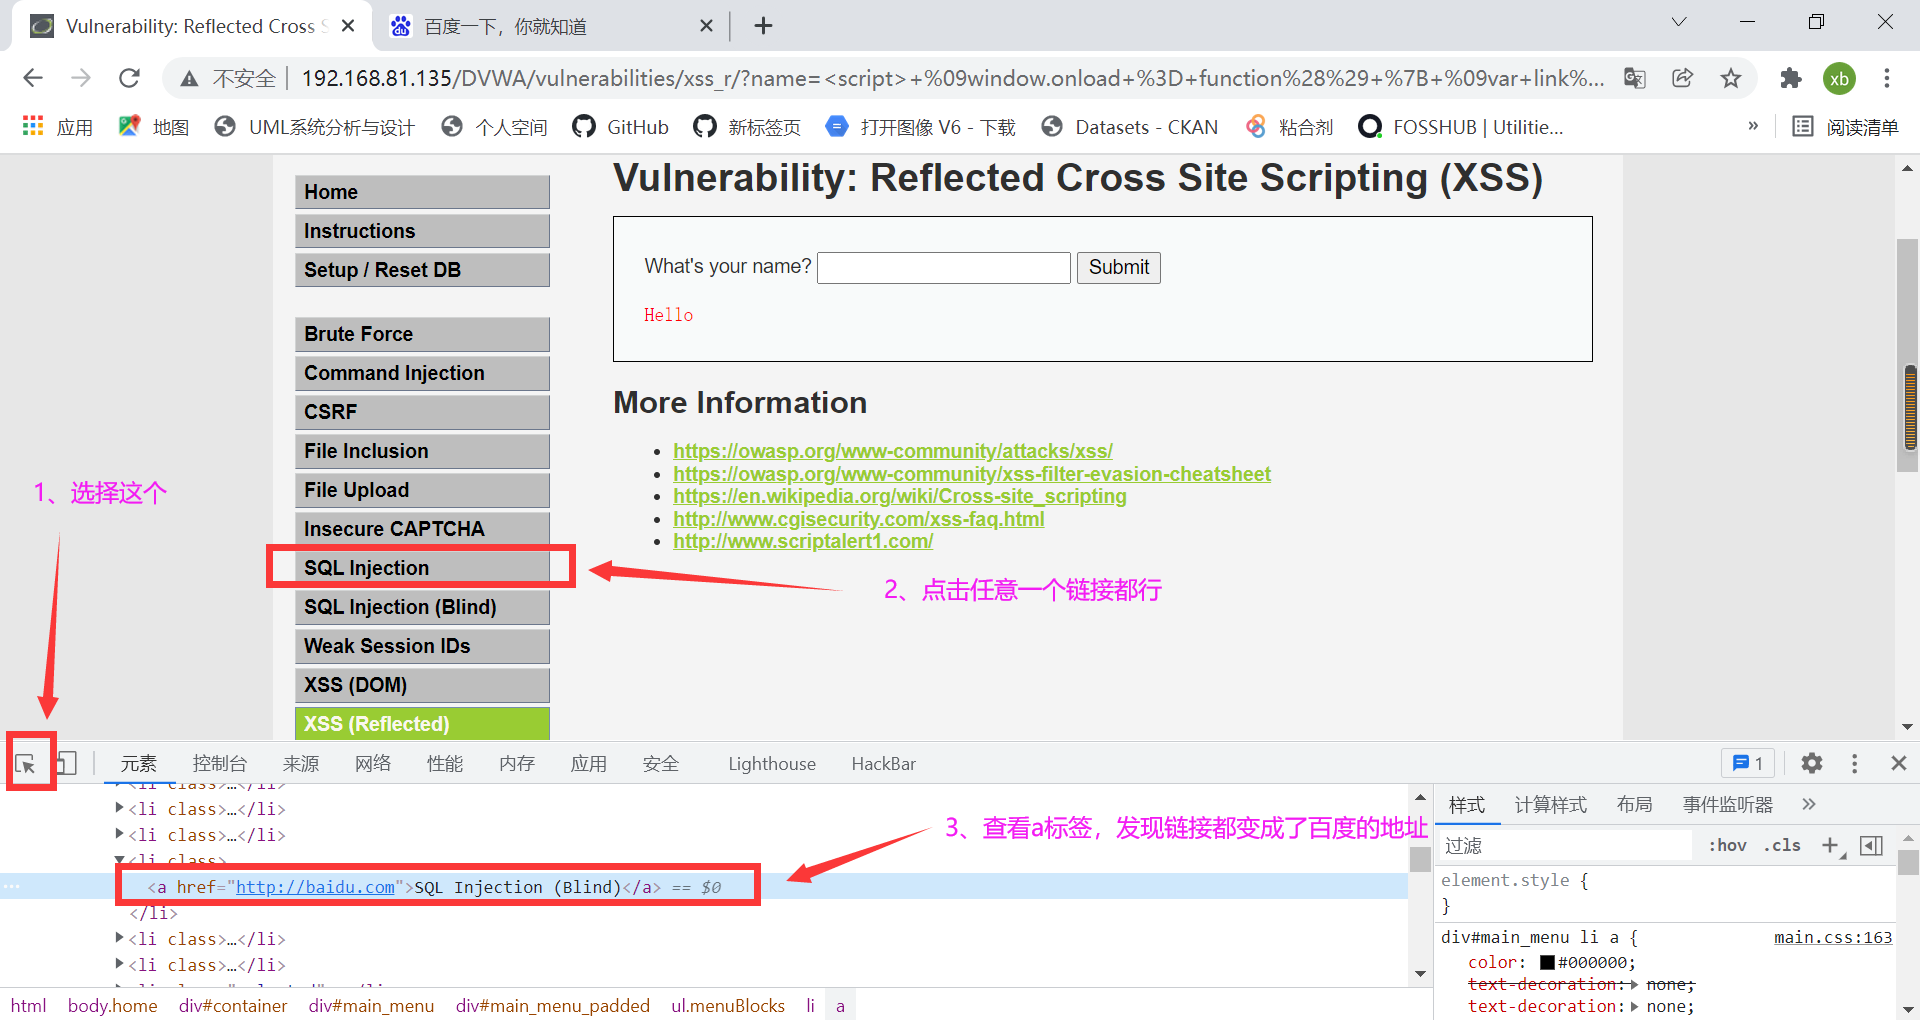 Vulnerability: Reflected Cross S
百度一下，你就知道
不安全 192.168.81.135/DVWA/vulnerabilities/xss_r/?name=<script>+%09window.onload+%3D+function%28%29+%7B+%09var+link%...
xb
应用 地图 UML系统分析与设计 个人空间 GitHub 新标签页 打开图像 V6 - 下载 Datasets - CKAN 粘合剂 FOSSHUB | Utilitie... » 阅读清单
Vulnerability: Reflected Cross Site Scripting (XSS)
Home
Instructions
Setup / Reset DB
Brute Force
Command Injection
CSRF
File Inclusion
File Upload
Insecure CAPTCHA
SQL Injection
SQL Injection (Blind)
Weak Session IDs
XSS (DOM)
XSS (Reflected)
What's your name? Submit
Hello
More Information
https://owasp.org/www-community/attacks/xss/
https://owasp.org/www-community/xss-filter-evasion-cheatsheet
https://en.wikipedia.org/wiki/Cross-site_scripting
http://www.cgisecurity.com/xss-faq.html
http://www.scriptalert1.com/
1、选择这个
2、点击任意一个链接都行
元素 控制台 来源 网络 性能 内存 应用 安全 Lighthouse HackBar 1
<li class>…</li>
<li class>…</li>
<li class>…</li>
<li class>
<a href="http://baidu.com">SQL Injection (Blind)</a> == $0
</li>
<li class>…</li>
<li class>…</li>
3、查看a标签，发现链接都变成了百度的地址
html body.home div#container div#main_menu div#main_menu_padded ul.menuBlocks li a
样式 计算样式 布局 事件监听器 »
过滤 :hov .cls +
element.style {
}
div#main_menu li a { main.css:163
color: #000000;
text-decoration: none;
text-decoration: none;